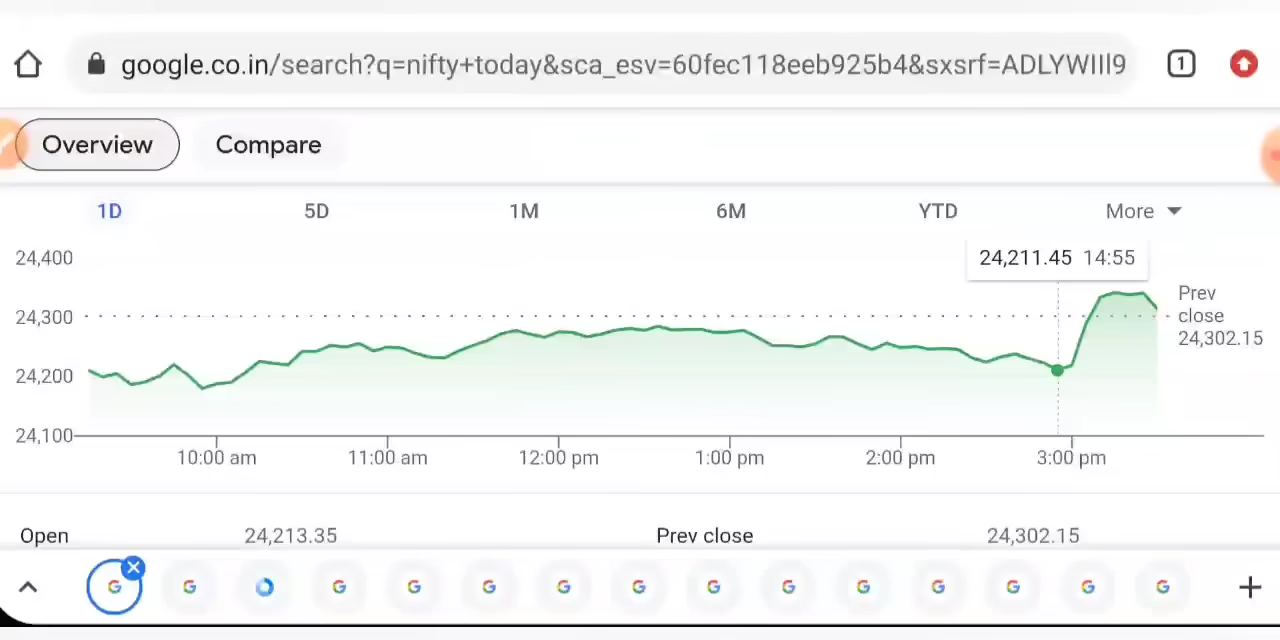 google.co.in/search?q=nifty+today&sca_esv=60fec118eeb925b4&sxsrf=ADLYWIIl9
1
Overview Compare
1D 5D 1M 6M YTD More
24,400
24,211.45 14:55
24,300
Prev
close
24,302.15
24,200
24,100
10:00 am 11:00 am 12:00 pm 1:00 pm 2:00 pm 3:00 pm
Open 24,213.35 Prev close 24,302.15
G G G G G G G G G G G G G G